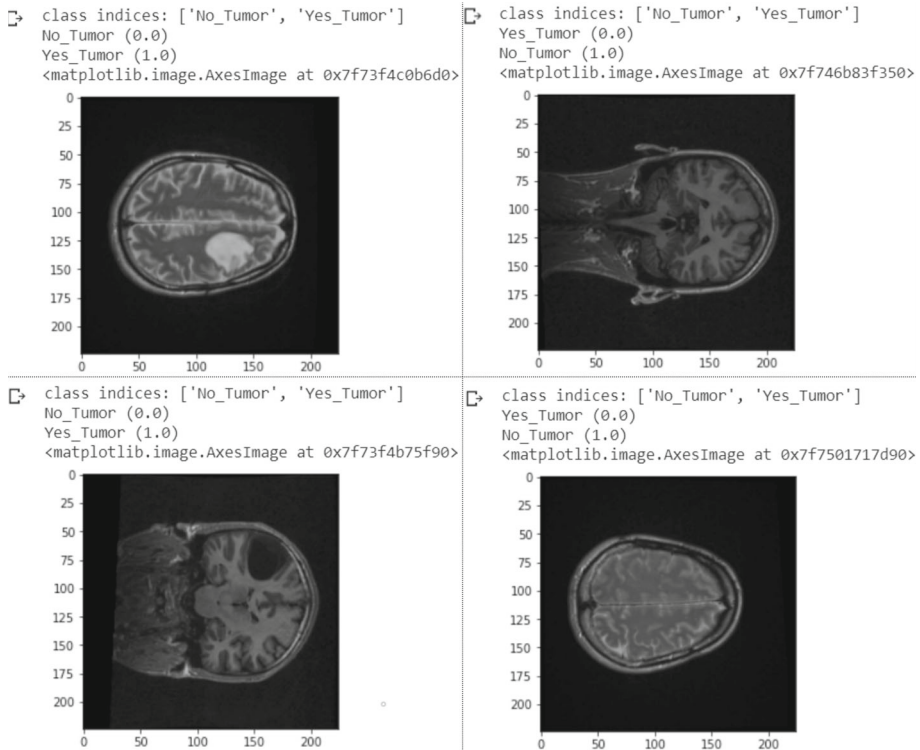 class indices: ['No_Tumor', 'Yes_Tumor']
No_Tumor (0.0)
Yes_Tumor (1.0)
<matplotlib.image.AxesImage at 0x7f73f4c0b6d0>
0
25
50
75
100
125
150
175
200
0 50 100 150 200
class indices: ['No_Tumor', 'Yes_Tumor']
Yes_Tumor (0.0)
No_Tumor (1.0)
<matplotlib.image.AxesImage at 0x7f746b83f350>
0
25
50
75
100
125
150
175
200
0 50 100 150 200
class indices: ['No_Tumor', 'Yes_Tumor']
No_Tumor (0.0)
Yes_Tumor (1.0)
<matplotlib.image.AxesImage at 0x7f73f4b75f90>
0
25
50
75
100
125
150
175
200
0 50 100 150 200
class indices: ['No_Tumor', 'Yes_Tumor']
Yes_Tumor (0.0)
No_Tumor (1.0)
<matplotlib.image.AxesImage at 0x7f7501717d90>
0
25
50
75
100
125
150
175
200
0 50 100 150 200